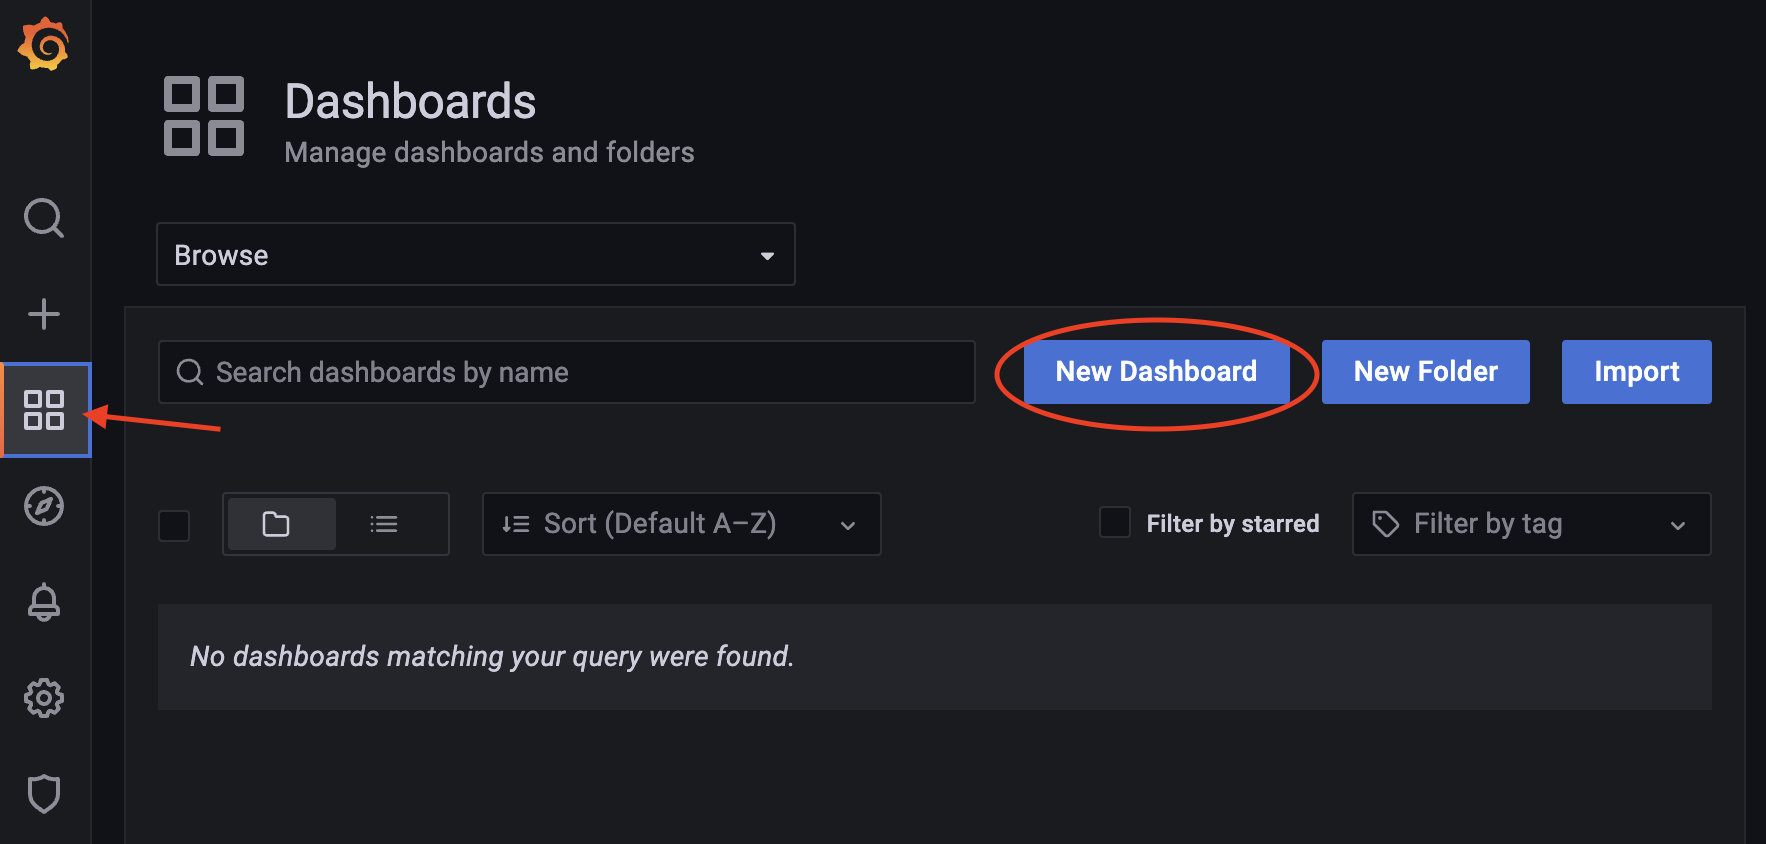 Dashboards
Manage dashboards and folders
Browse
Search dashboards by name
New Dashboard
New Folder
Import
Sort (Default A–Z)
Filter by starred
Filter by tag
No dashboards matching your query were found.